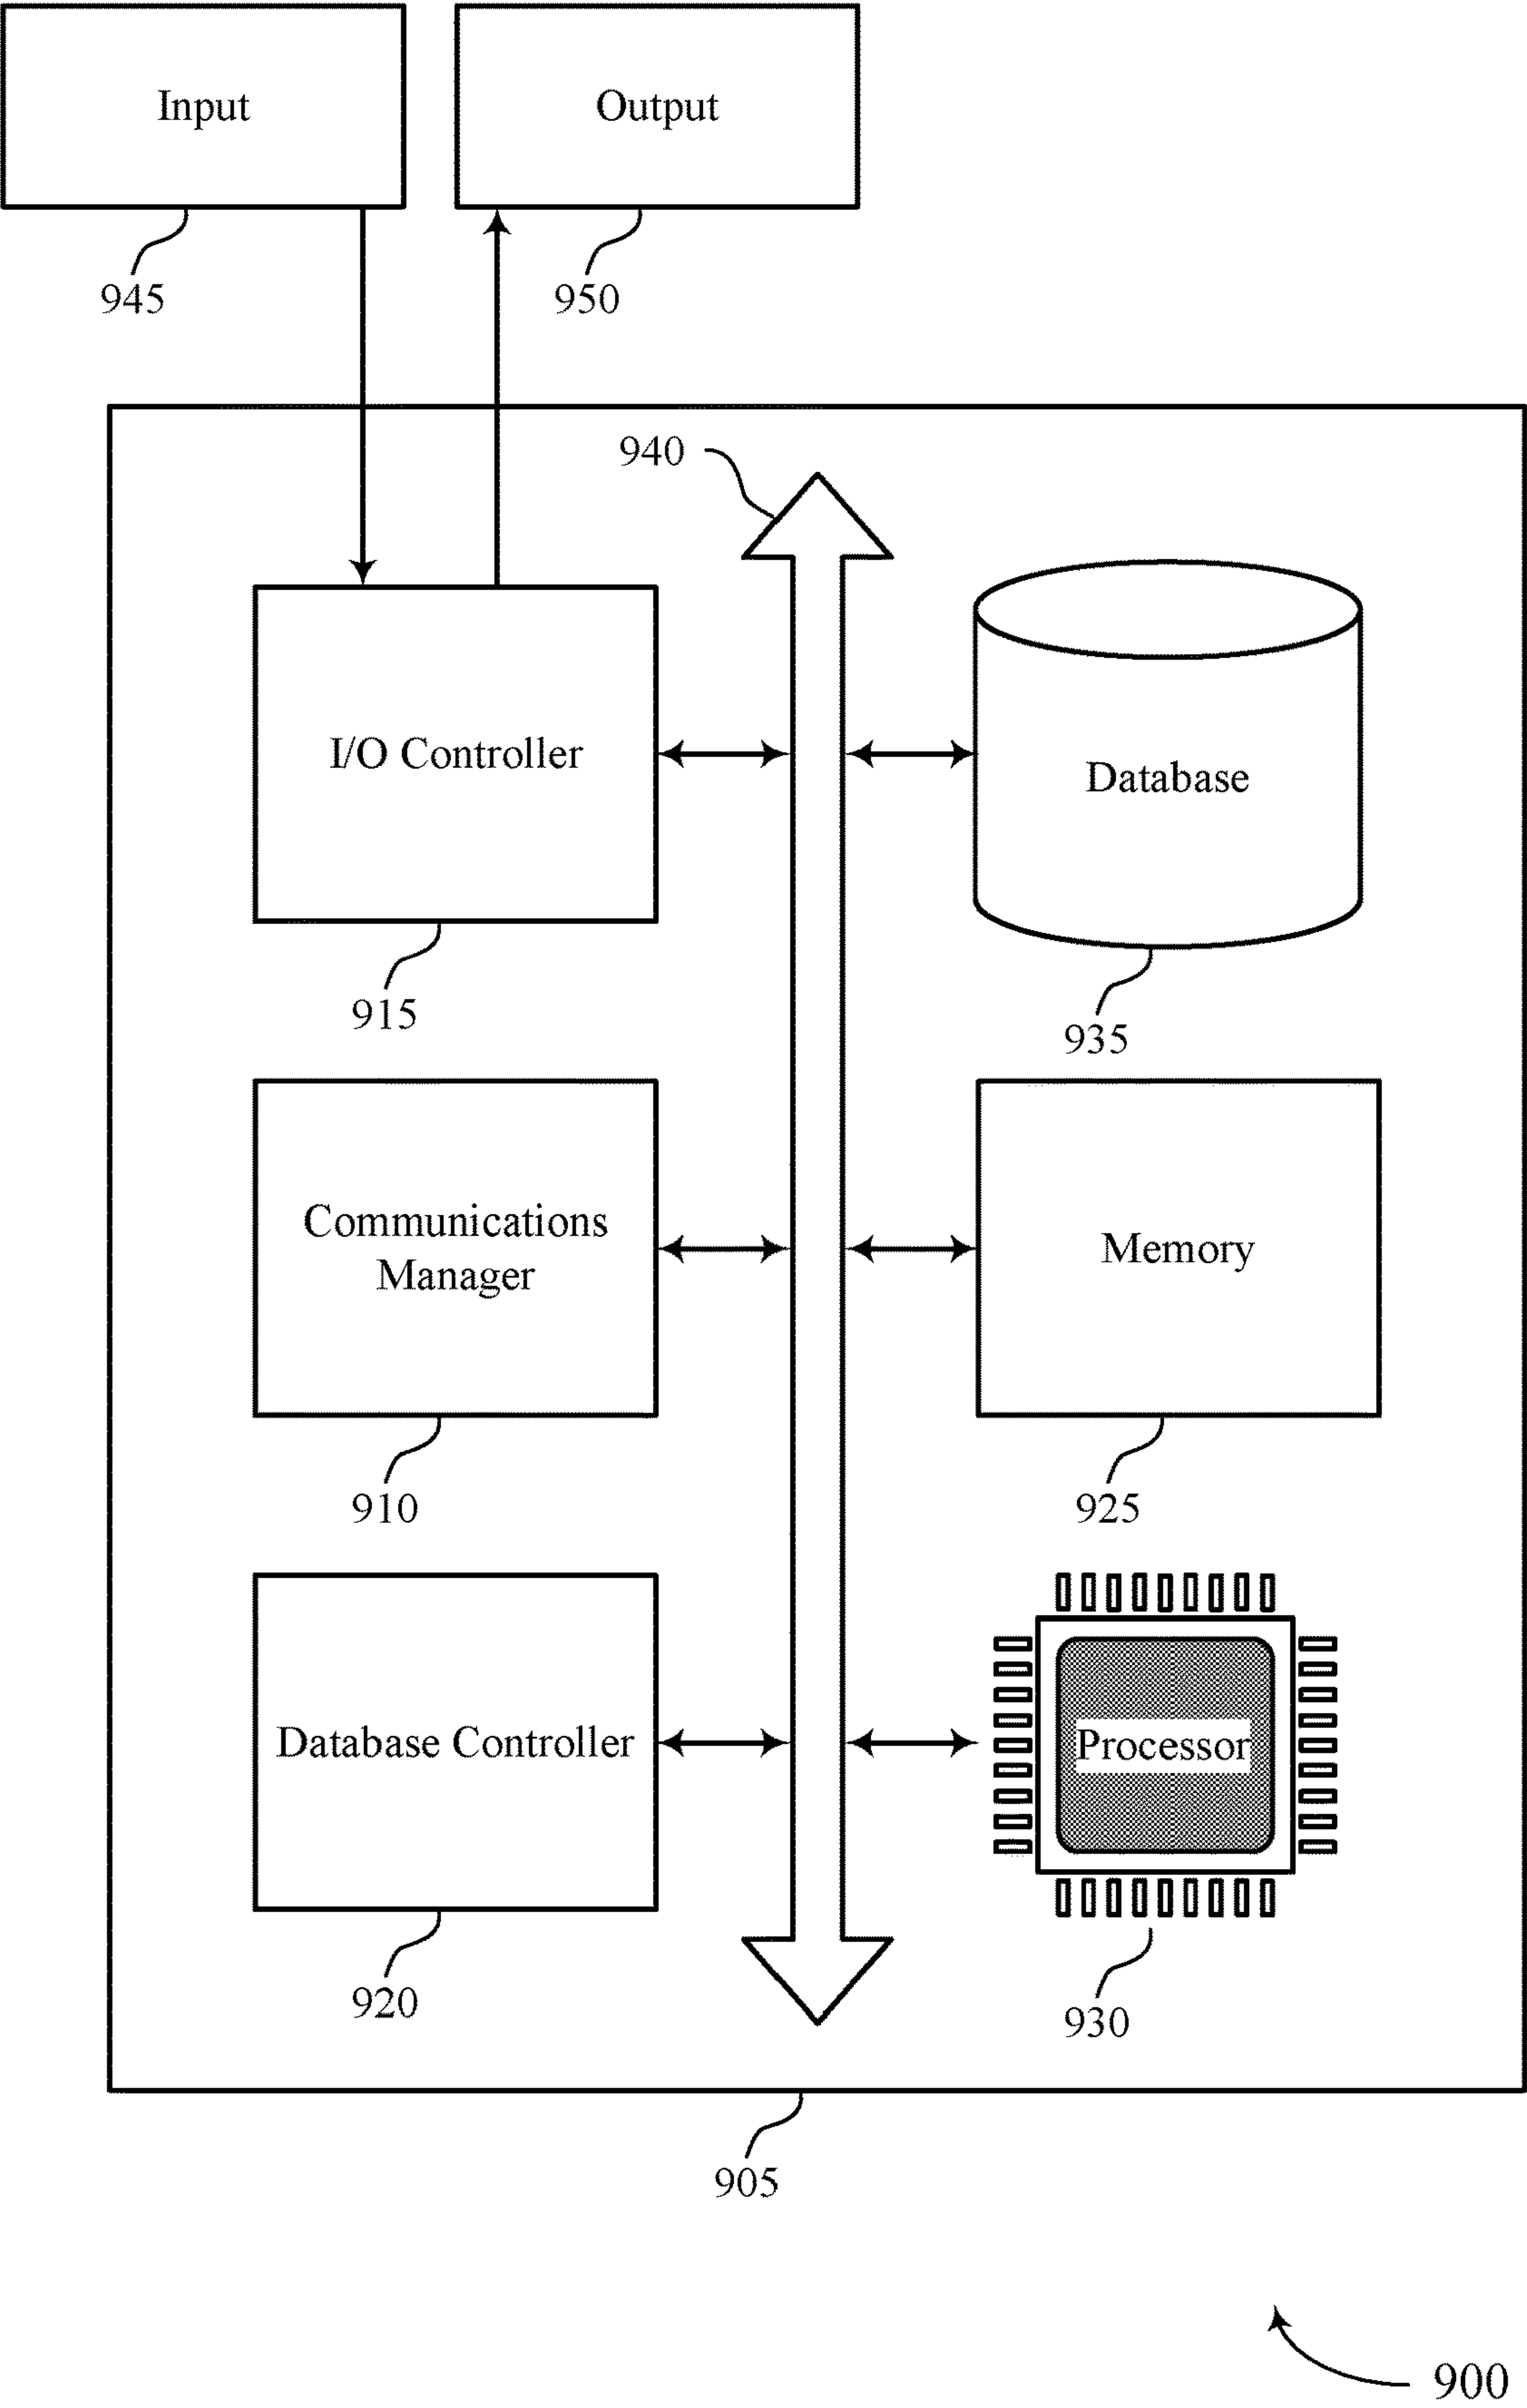 Input
Output
945
950
940
I/O Controller
Database
915
935
Communications
Manager
Memory
910
925
Database Controller
Processor
920
930
905
900